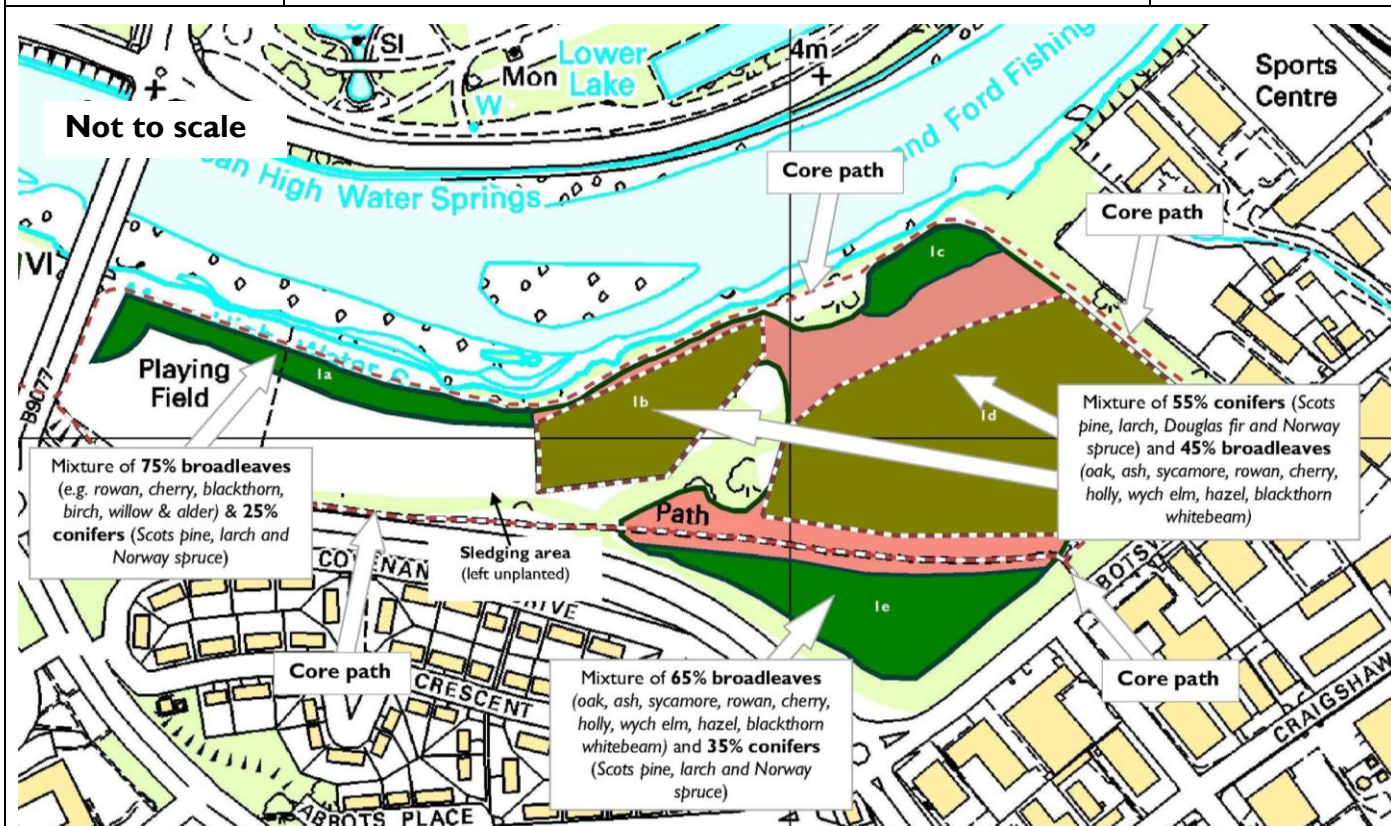 SI
Mon
Lower
Lake
W
4m
Sports
Centre
Not to scale
High Water Springs
and Ford Fishing
Core path
Core path
VI
B9077
Playing
Field
1a
1b
1c
1d
Mixture of 75% broadleaves
(e.g. rowan, cherry, blackthorn,
birch, willow & alder) & 25%
conifers (Scots pine, larch and
Norway spruce)
Mixture of 55% conifers (Scots
pine, larch, Douglas fir and Norway
spruce) and 45% broadleaves
(oak, ash, sycamore, rowan, cherry,
holly, wych elm, hazel, blackthorn
whitebeam)
Path
Sledging area
(left unplanted)
1e
Core path
CRESCENT
Mixture of 65% broadleaves
(oak, ash, sycamore, rowan, cherry,
holly, wych elm, hazel, blackthorn
whitebeam) and 35% conifers
(Scots pine, larch and Norway
spruce)
Core path
CRAIGSHAW
ABBOTS PLACE